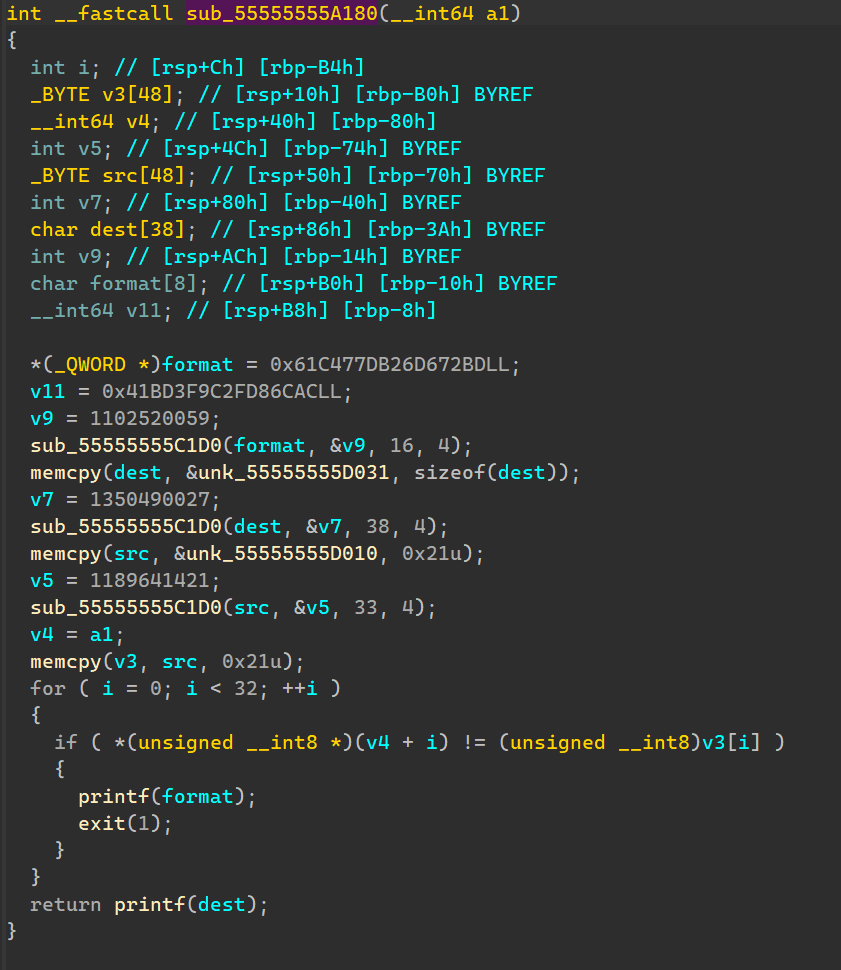 int __fastcall sub_55555555A180(__int64 a1)
{
  int i; // [rsp+Ch] [rbp-B4h]
  _BYTE v3[48]; // [rsp+10h] [rbp-B0h] BYREF
  __int64 v4; // [rsp+40h] [rbp-80h]
  int v5; // [rsp+4Ch] [rbp-74h] BYREF
  _BYTE src[48]; // [rsp+50h] [rbp-70h] BYREF
  int v7; // [rsp+80h] [rbp-40h] BYREF
  char dest[38]; // [rsp+86h] [rbp-3Ah] BYREF
  int v9; // [rsp+ACh] [rbp-14h] BYREF
  char format[8]; // [rsp+B0h] [rbp-10h] BYREF
  __int64 v11; // [rsp+B8h] [rbp-8h]

  *(_QWORD *)format = 0x61C477DB26D672BDLL;
  v11 = 0x41BD3F9C2FD86CACLL;
  v9 = 1102520059;
  sub_55555555C1D0(format, &v9, 16, 4);
  memcpy(dest, &unk_55555555D031, sizeof(dest));
  v7 = 1350490027;
  sub_55555555C1D0(dest, &v7, 38, 4);
  memcpy(src, &unk_55555555D010, 0x21u);
  v5 = 1189641421;
  sub_55555555C1D0(src, &v5, 33, 4);
  v4 = a1;
  memcpy(v3, src, 0x21u);
  for ( i = 0; i < 32; ++i )
  {
    if ( *(unsigned __int8 *)(v4 + i) != (unsigned __int8)v3[i] )
    {
      printf(format);
      exit(1);
    }
  }
  return printf(dest);
}